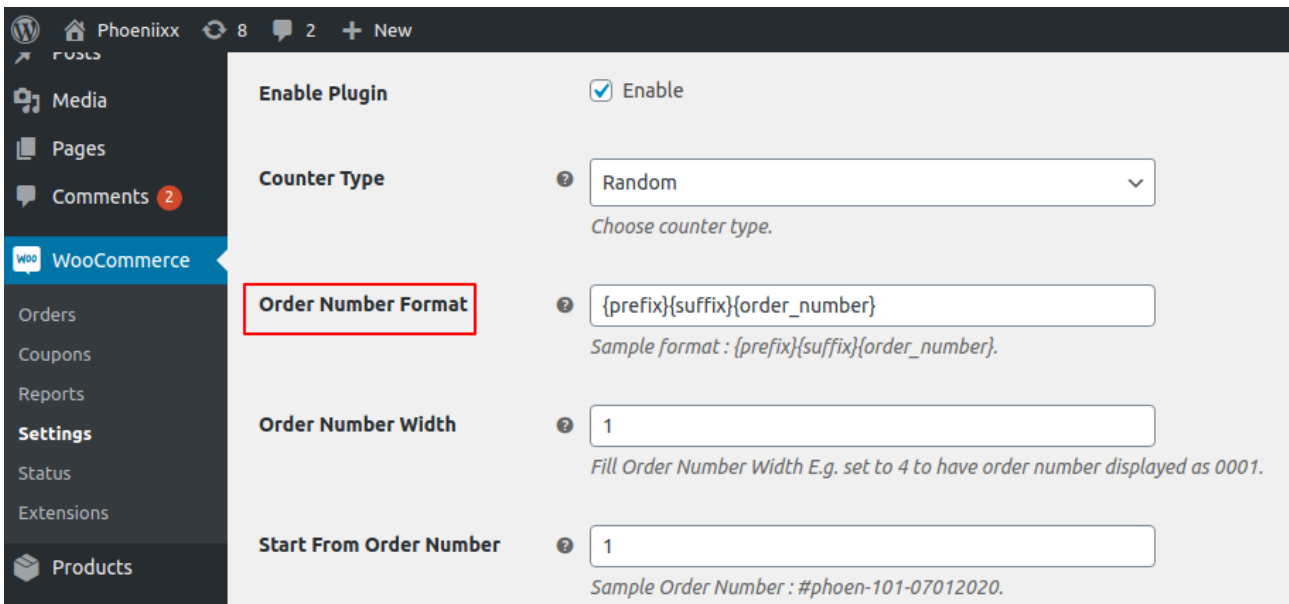 Phoeniixx 8 2 New
Posts
Media
Pages
Comments 2
WooCommerce
Orders
Coupons
Reports
Settings
Status
Extensions
Products
Enable Plugin Enable
Counter Type Random
Choose counter type.
Order Number Format {prefix}{suffix}{order_number}
Sample format : {prefix}{suffix}{order_number}.
Order Number Width 1
Fill Order Number Width E.g. set to 4 to have order number displayed as 0001.
Start From Order Number 1
Sample Order Number : #phoen-101-07012020.